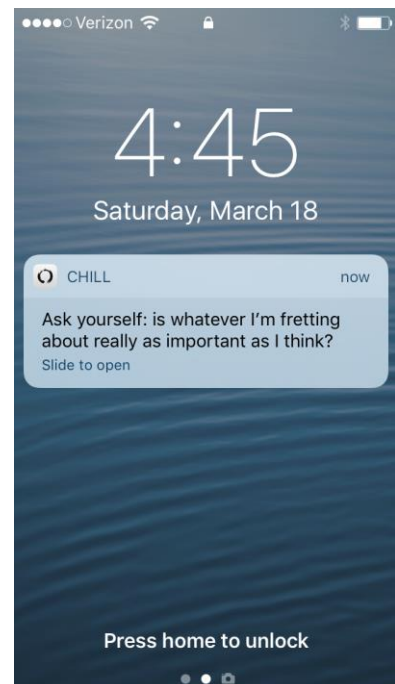 Verizon
4:45
Saturday, March 18
CHILL now
Ask yourself: is whatever I'm fretting
about really as important as I think?
Slide to open
Press home to unlock